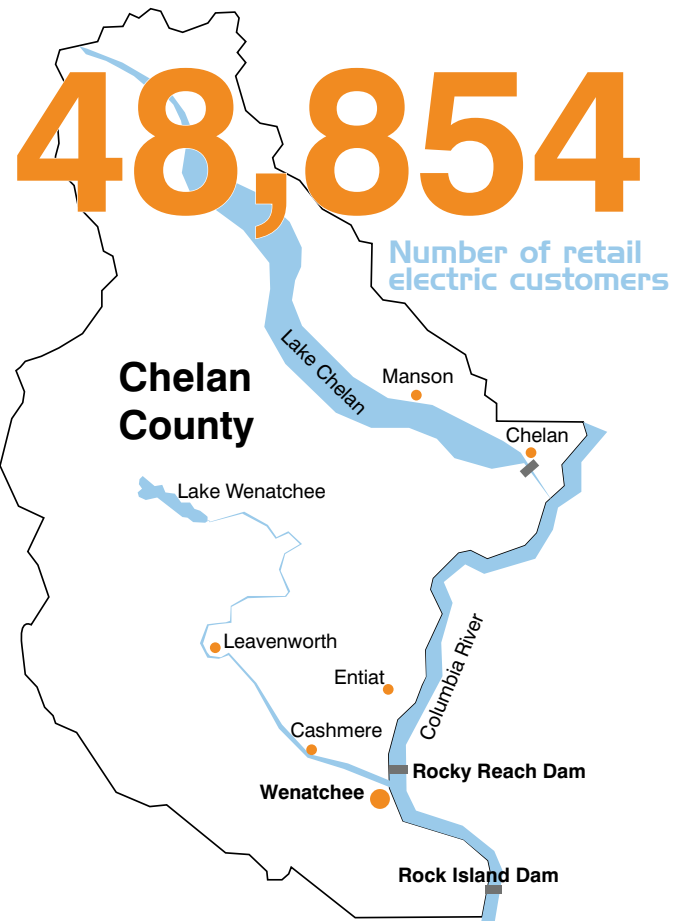 48,854
Number of retail
electric customers
Chelan
County
Lake Chelan
Manson
Chelan
Lake Wenatchee
Leavenworth
Entiat
Columbia River
Cashmere
Rocky Reach Dam
Wenatchee
Rock Island Dam